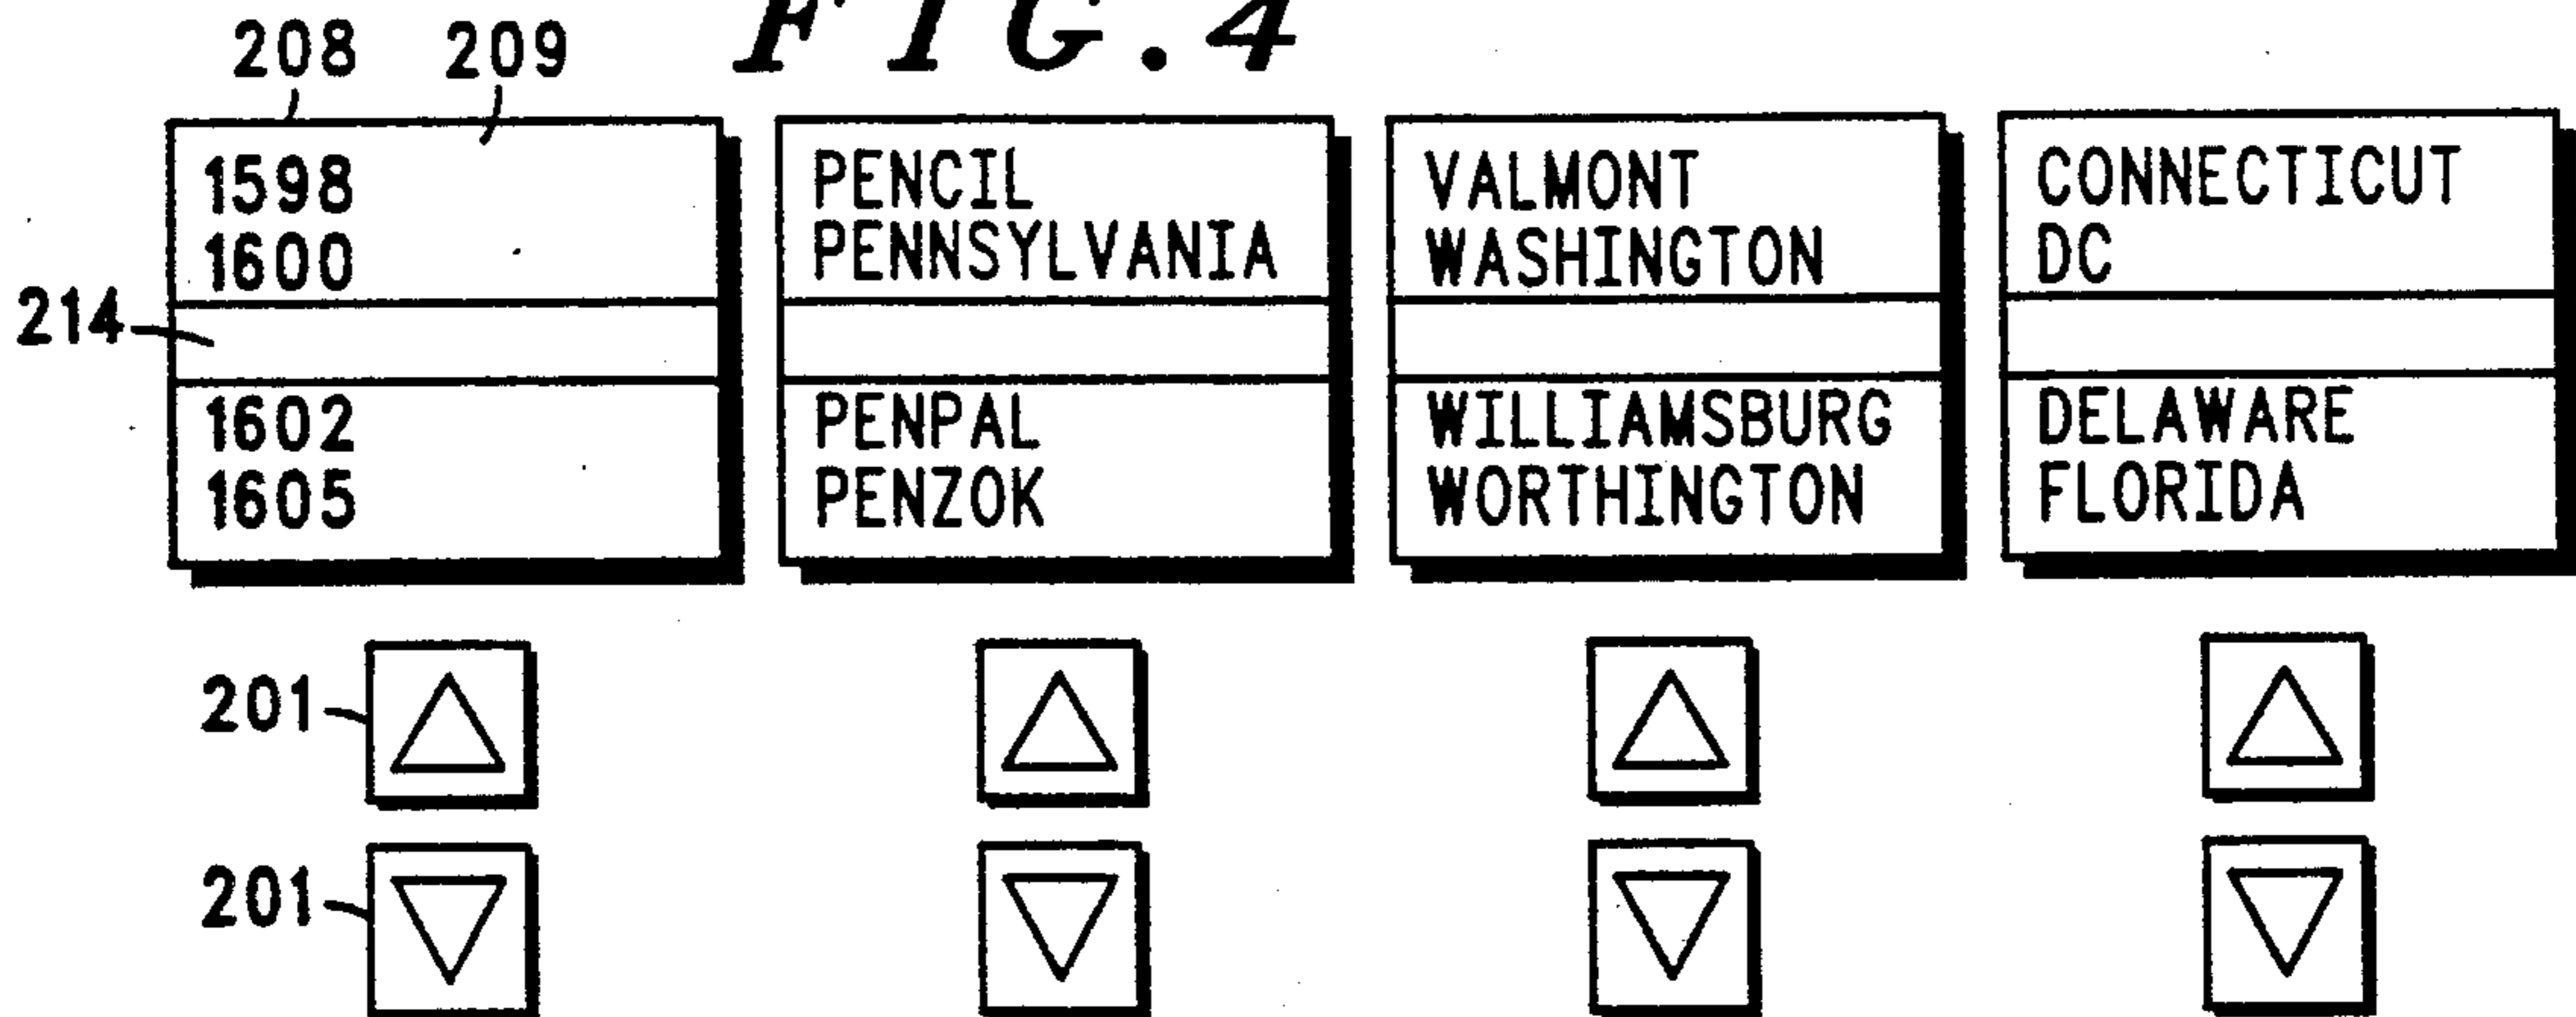 FIG.4
208 209
1598
1600
214
1602
1605
PENCIL
PENNSYLVANIA
PENPAL
PENZOK
VALMONT
WASHINGTON
WILLIAMSBURG
WORTHINGTON
CONNECTICUT
DC
DELAWARE
FLORIDA
201
201